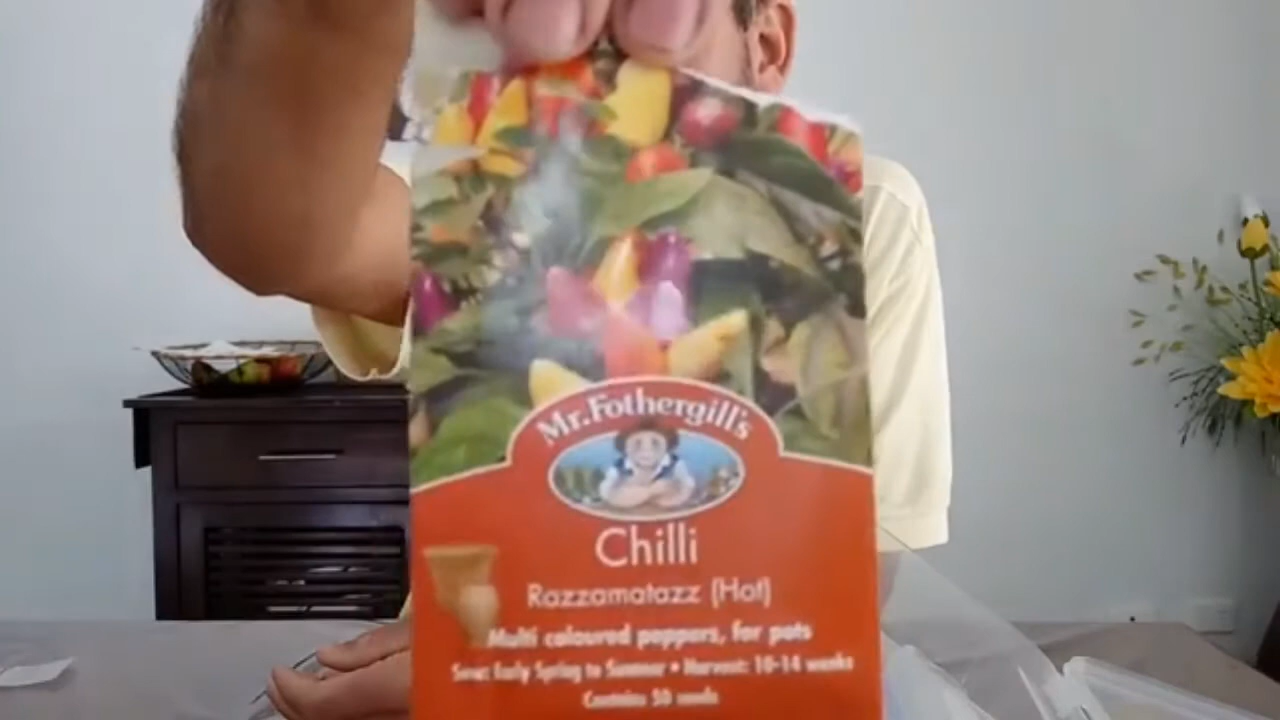 Mr.Fothergill's
Chilli
Razzamatazz (Hot)
Multi coloured peppers, for pots
Sow: Early Spring to Summer • Harvest: 10-14 weeks
Contains 50 seeds